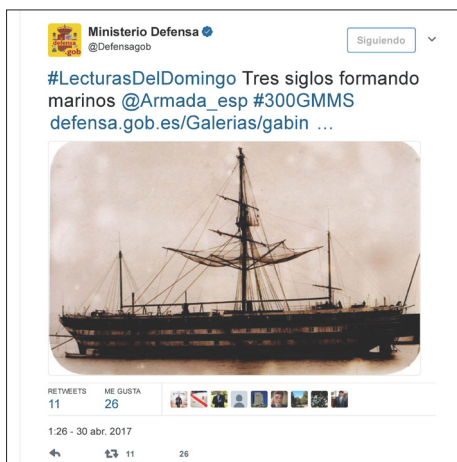 Ministerio Defensa
@Defensagob
Siguiendo
#LecturasDelDomingo Tres siglos formando
marinos @Armada_esp #300GMMS
defensa.gob.es/Galerias/gabin ...
RETWEETS ME GUSTA
11 26
1:26 - 30 abr. 2017
11 26